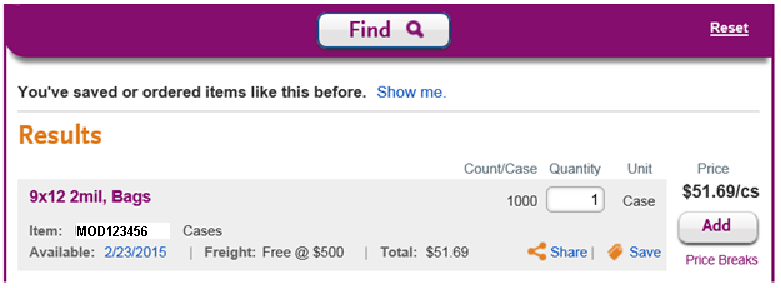 Find
Reset
You've saved or ordered items like this before. Show me.
Results
Count/Case Quantity Unit Price
9x12 2mil, Bags 1000 1 Case $51.69/cs
Item: MOD123456 Cases Add
Available: 2/23/2015 | Freight: Free @ $500 | Total: $51.69 Share | Save
Price Breaks